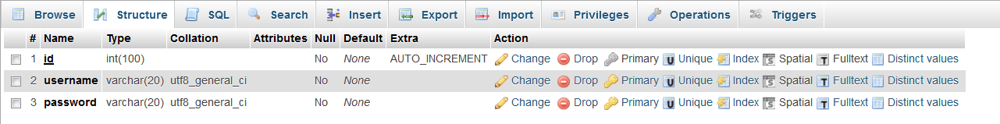 Browse Structure SQL Search Insert Export Import Privileges Operations Triggers
# Name Type Collation Attributes Null Default Extra Action
1 id int(100) No None AUTO_INCREMENT Change Drop Primary Unique Index Spatial Fulltext Distinct values
2 username varchar(20) utf8_general_ci No None Change Drop Primary Unique Index Spatial Fulltext Distinct values
3 password varchar(20) utf8_general_ci No None Change Drop Primary Unique Index Spatial Fulltext Distinct values